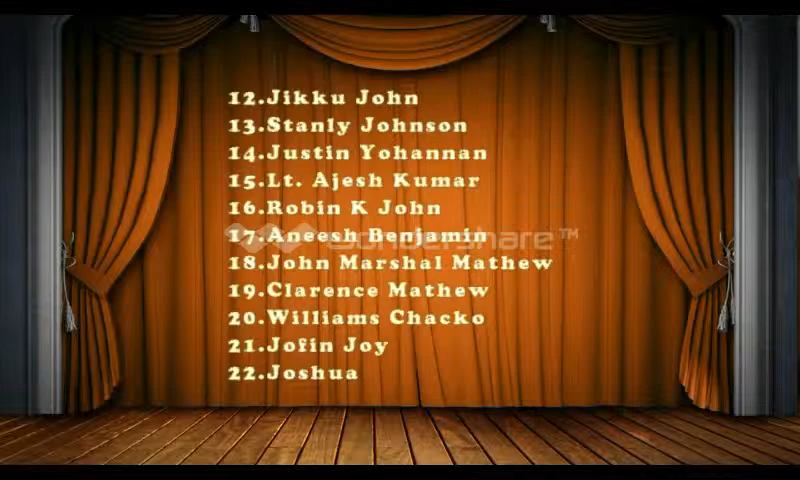 12.Jikku John
13.Stanly Johnson
14.Justin Yohannan
15.Lt. Ajesh Kumar
16.Robin K John
17.Aneesh Benjamin
Wondershare™
18.John Marshal Mathew
19.Clarence Mathew
20.Williams Chacko
21.Jofin Joy
22.Joshua